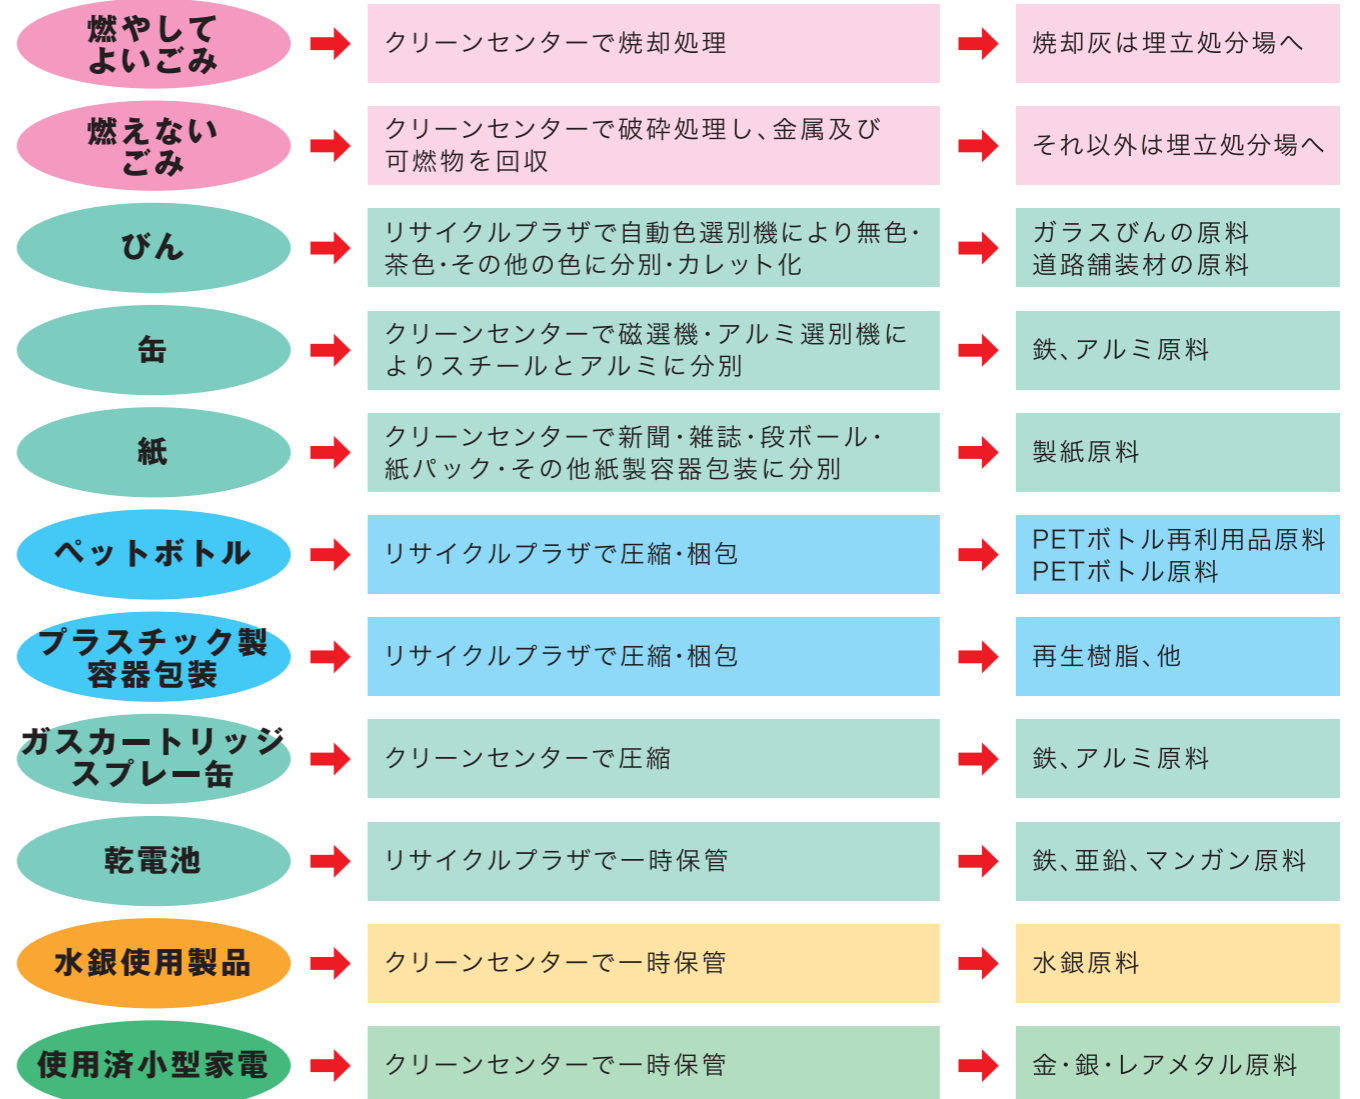 燃やして
よいごみ
クリーンセンターで焼却処理
焼却灰は埋立処分場へ
燃えない
ごみ
クリーンセンターで破砕処理し、金属及び
可燃物を回収
それ以外は埋立処分場へ
びん
リサイクルプラザで自動色選別機により無色・
茶色・その他の色に分別・カレット化
ガラスびんの原料
道路舗装材の原料
缶
クリーンセンターで磁選機・アルミ選別機に
よりスチールとアルミに分別
鉄、アルミ原料
紙
クリーンセンターで新聞・雑誌・段ボール・
紙パック・その他紙製容器包装に分別
製紙原料
ペットボトル
リサイクルプラザで圧縮・梱包
PETボトル再利用品原料
PETボトル原料
プラスチック製
容器包装
リサイクルプラザで圧縮・梱包
再生樹脂、他
ガスカートリッジ
スプレー缶
クリーンセンターで圧縮
鉄、アルミ原料
乾電池
リサイクルプラザで一時保管
鉄、亜鉛、マンガン原料
水銀使用製品
クリーンセンターで一時保管
水銀原料
使用済小型家電
クリーンセンターで一時保管
金・銀・レアメタル原料